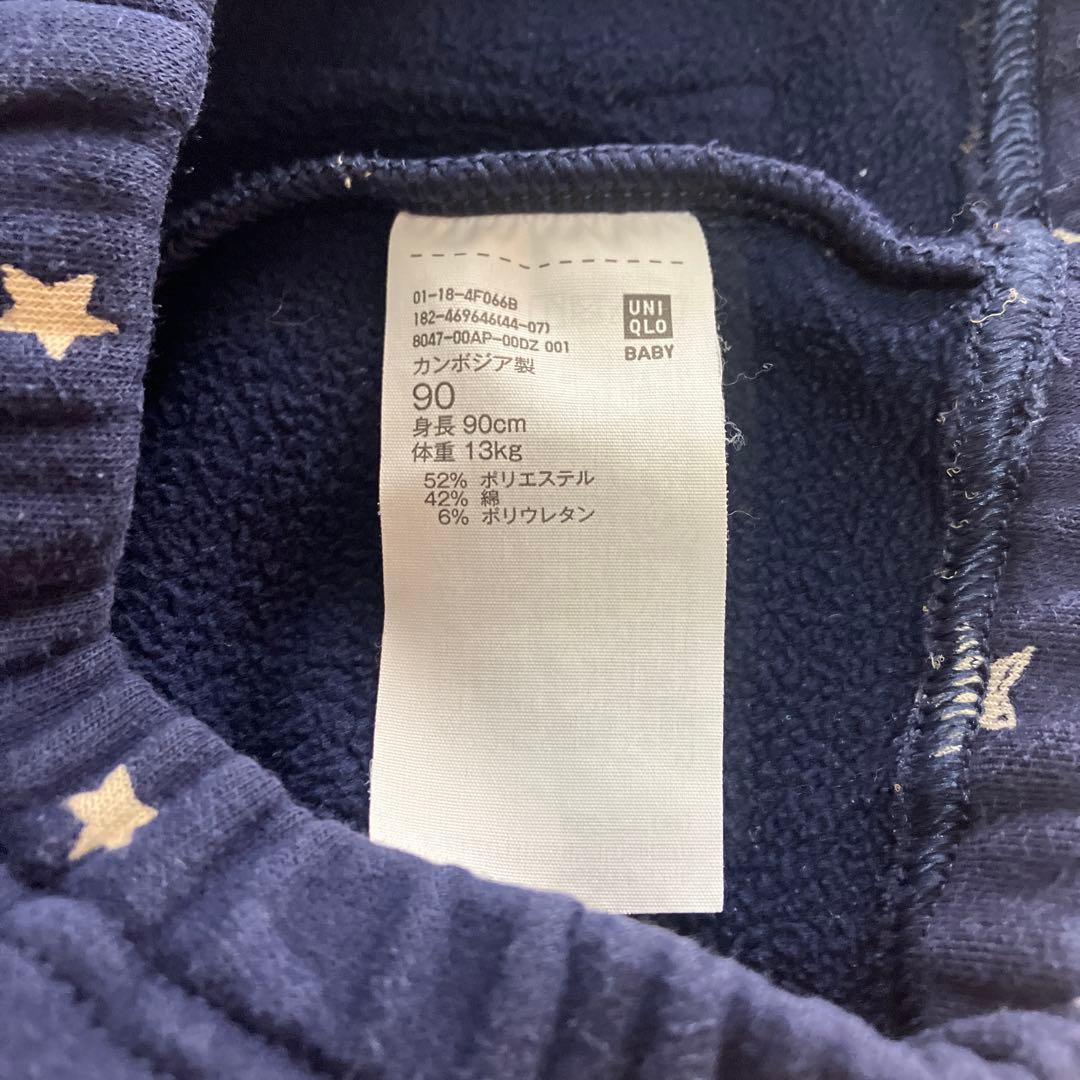 01-18-4F066B
182-469646(44-07)
8047-00AP-00DZ 001
カンボジア製
90
身長 90cm
体重 13kg
52% ポリエステル
42% 綿
6% ポリウレタン
UNI
QLO
BABY